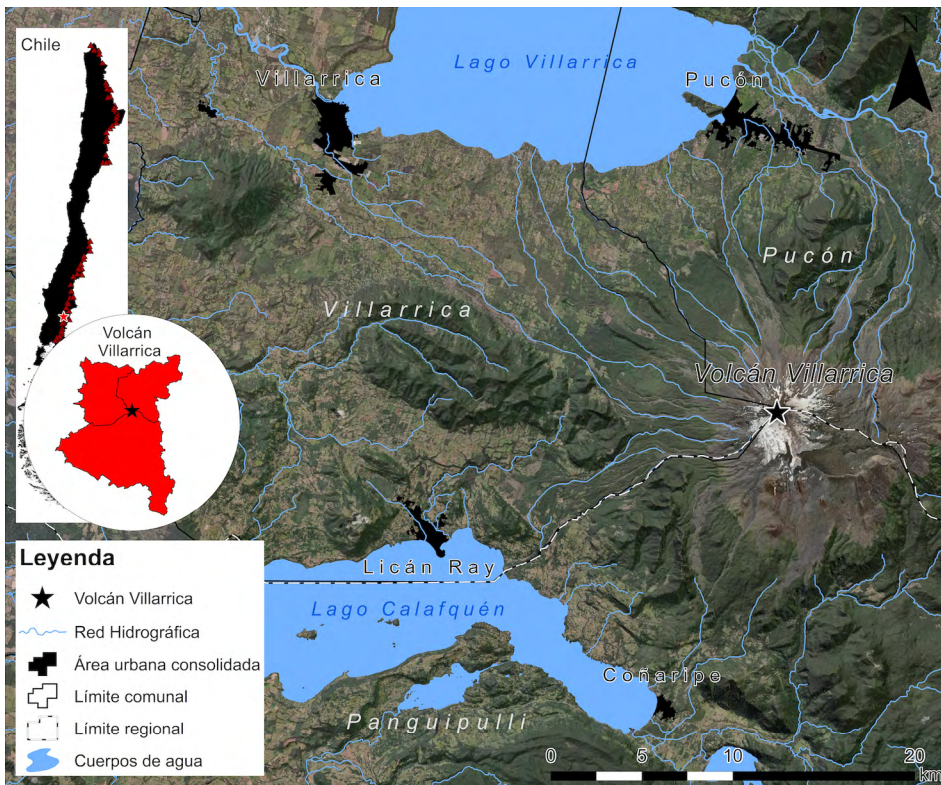 Chile
Volcán
Villarrica
Villarrica
Lago Villarrica
Pucón
N
Pucón
Villarrica
Volcán Villarrica
Licán Ray
Lago Calafquén
Coñaripe
Panguipulli
Leyenda
Volcán Villarrica
Red Hidrográfica
Área urbana consolidada
Límite comunal
Límite regional
Cuerpos de agua
0 5 10 20
km